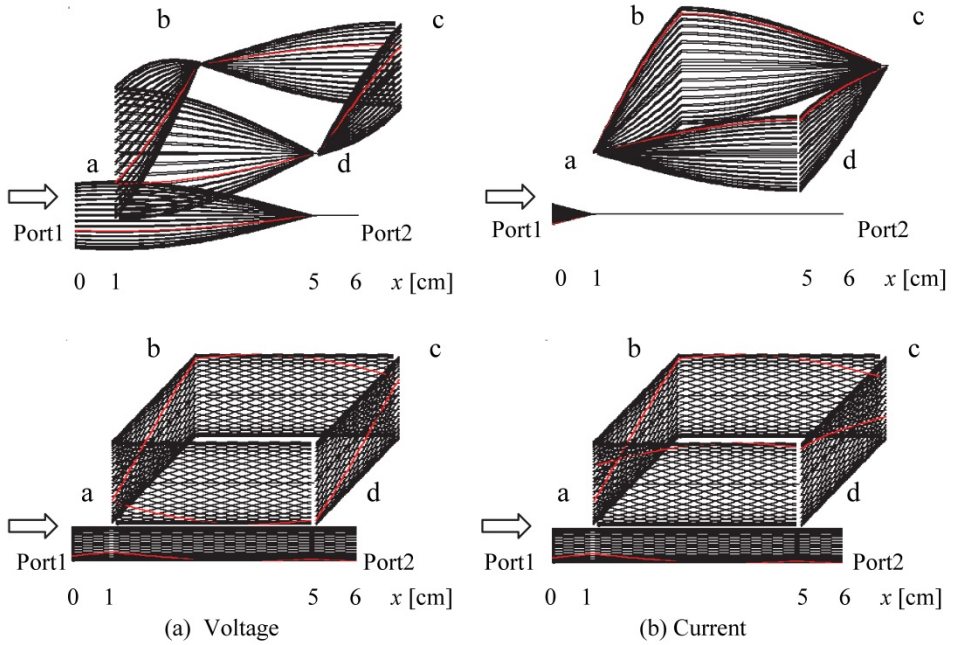 b c b c
a d a d
Port1 Port2 Port1 Port2
0 1 5 6 x [cm] 0 1 5 6 x [cm]
b c b c
a d a d
Port1 Port2 Port1 Port2
0 1 5 6 x [cm] 0 1 5 6 x [cm]
(a) Voltage (b) Current